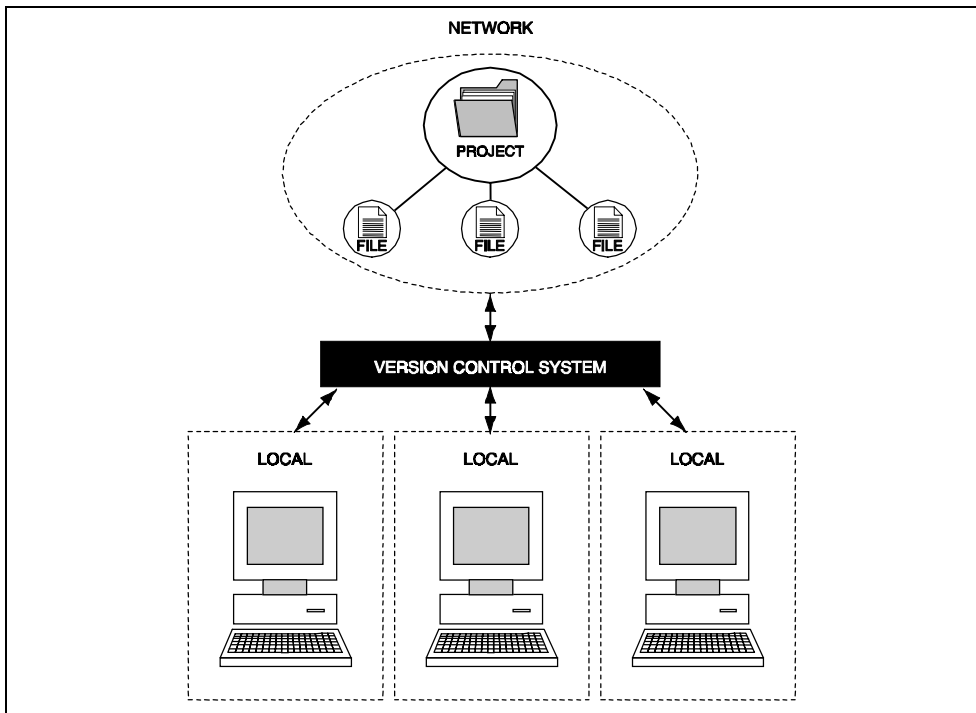 NETWORK
PROJECT
FILE
FILE
FILE
VERSION CONTROL SYSTEM
LOCAL
LOCAL
LOCAL